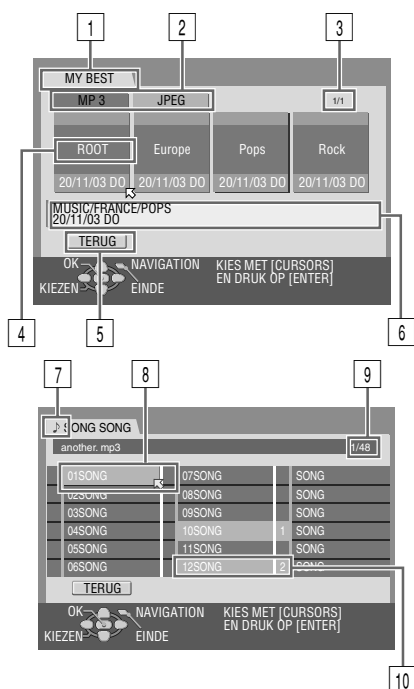 1 2 3
MY BEST
MP 3 JPEG 1/1
ROOT Europe Pops Rock
20/11/03 DO 20/11/03 DO 20/11/03 DO 20/11/03 DO
MUSIC/FRANCE/POPS
20/11/03 DO
TERUG
OK NAVIGATION KIES MET [CURSORS]
KIEZEN EINDE EN DRUK OP [ENTER]
4 5 6
7 8 9
♪ SONG SONG
another. mp3 1/48
01SONG 07SONG SONG
02SONG 08SONG SONG
03SONG 09SONG SONG
04SONG 10SONG 1 SONG
05SONG 11SONG SONG
06SONG 12SONG 2 SONG
TERUG
OK NAVIGATION KIES MET [CURSORS]
KIEZEN EINDE EN DRUK OP [ENTER]
10